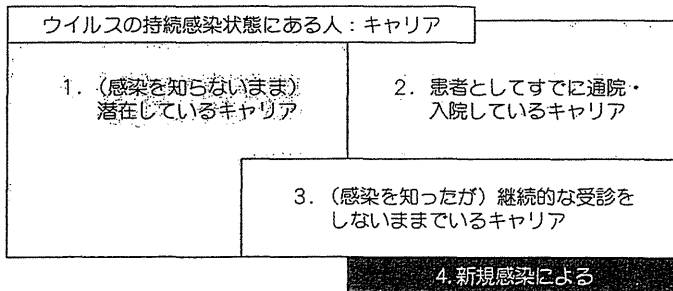 ウイルスの持続感染状態にある人：キャリア
1．（感染を知らないまま）
潜在しているキャリア
2．患者としてすでに通院・
入院しているキャリア
3．（感染を知ったが）継続的な受診を
しないままでいるキャリア
4.新規感染による